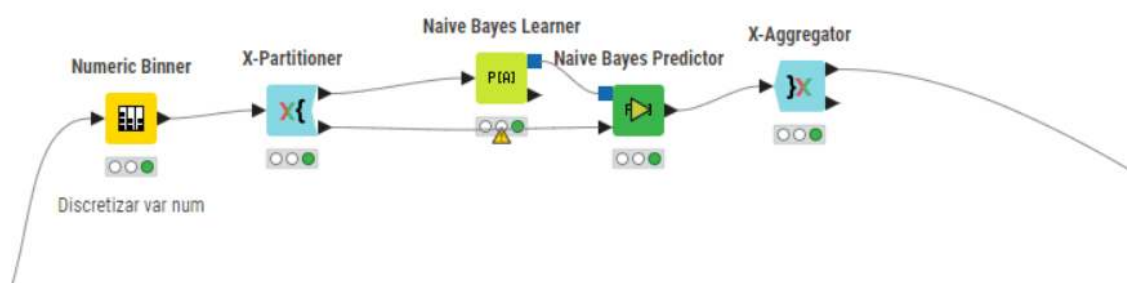 Naive Bayes Learner
X-Aggregator
X-Partitioner
Naive Bayes Predictor
Numeric Binner
P[A]
X{
}X
Discretizar var num